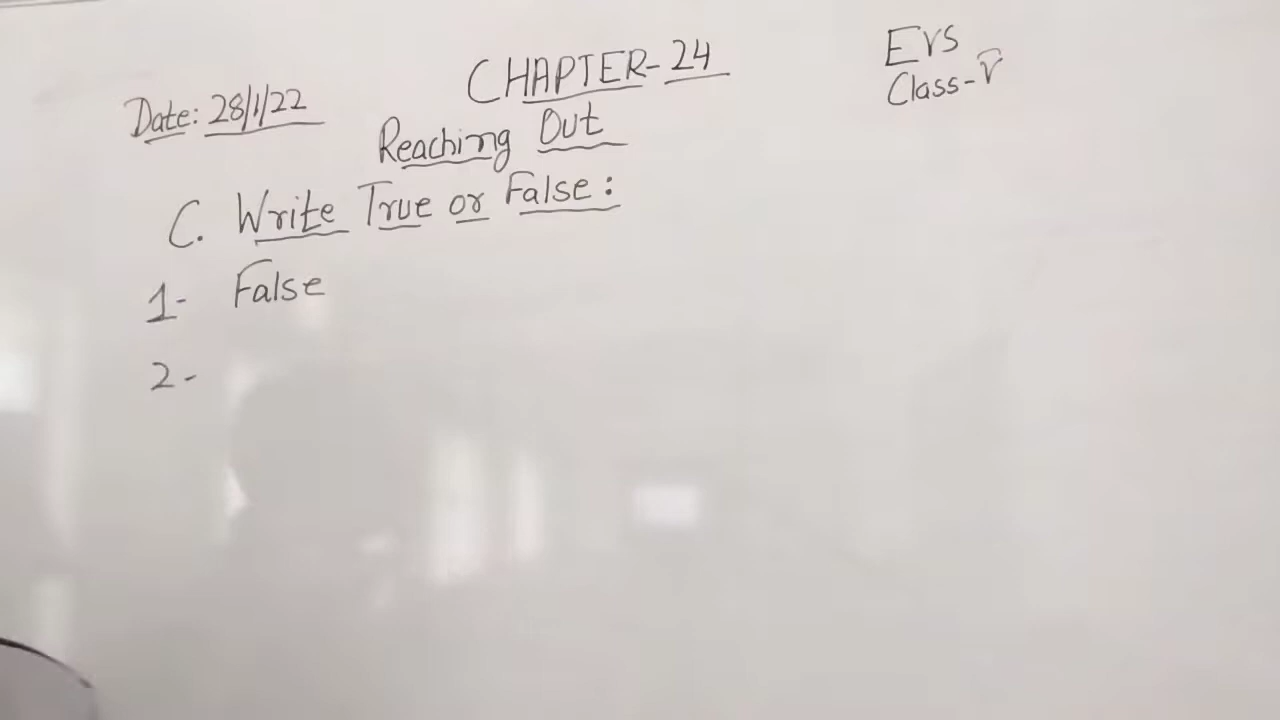 Date: 28/1/22
CHAPTER-24
EVS
Class-V
Reaching Out
C. Write True or False:
1- False
2-